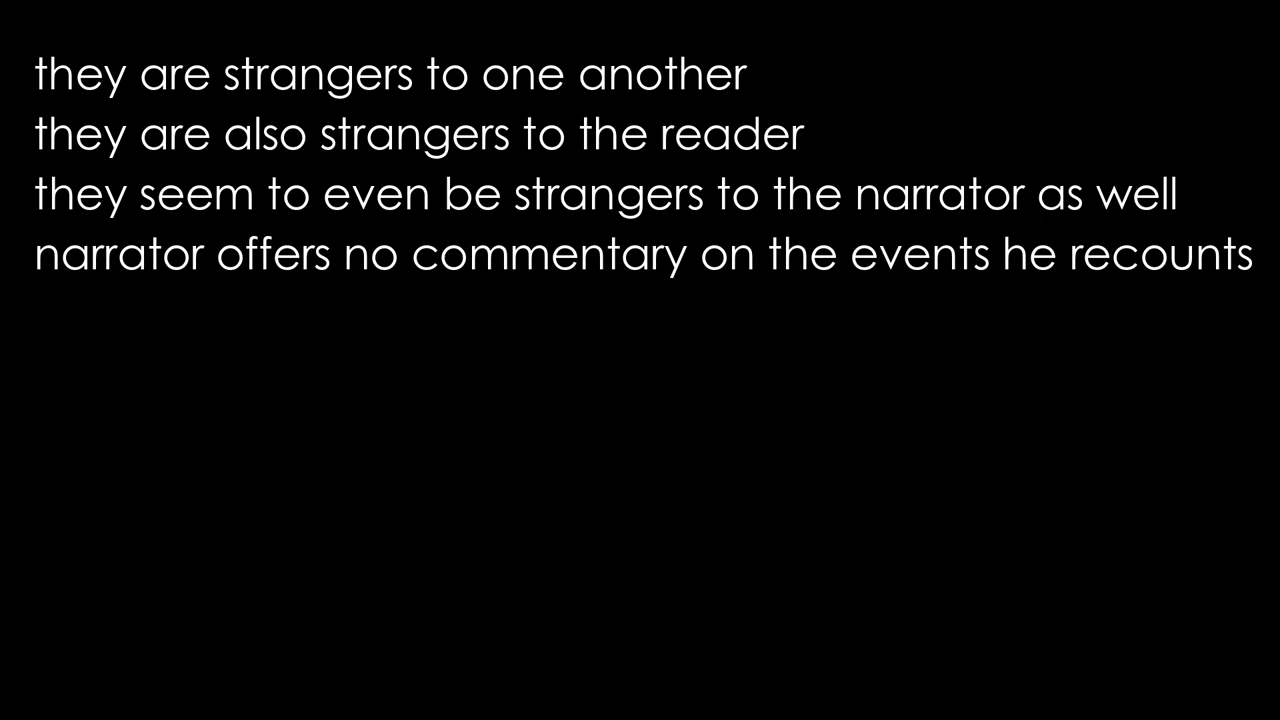 they are strangers to one another
they are also strangers to the reader
they seem to even be strangers to the narrator as well
narrator offers no commentary on the events he recounts